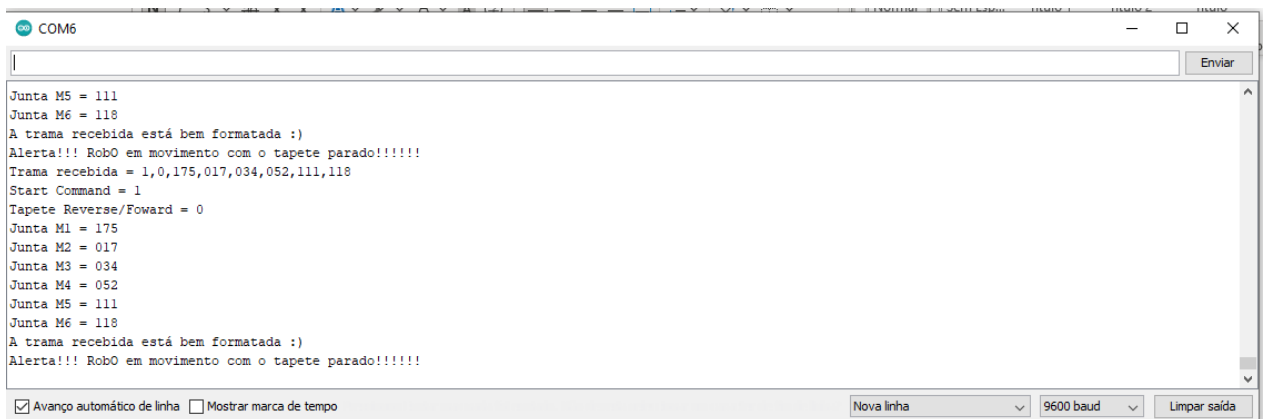 COM6
Enviar
Junta M5 = 111
Junta M6 = 118
A trama recebida está bem formatada :)
Alerta!!! RobO em movimento com o tapete parado!!!!!!
Trama recebida = 1,0,175,017,034,052,111,118
Start Command = 1
Tapete Reverse/Foward = 0
Junta M1 = 175
Junta M2 = 017
Junta M3 = 034
Junta M4 = 052
Junta M5 = 111
Junta M6 = 118
A trama recebida está bem formatada :)
Alerta!!! RobO em movimento com o tapete parado!!!!!!
Avanço automático de linha Mostrar marca de tempo Nova linha 9600 baud Limpar saída